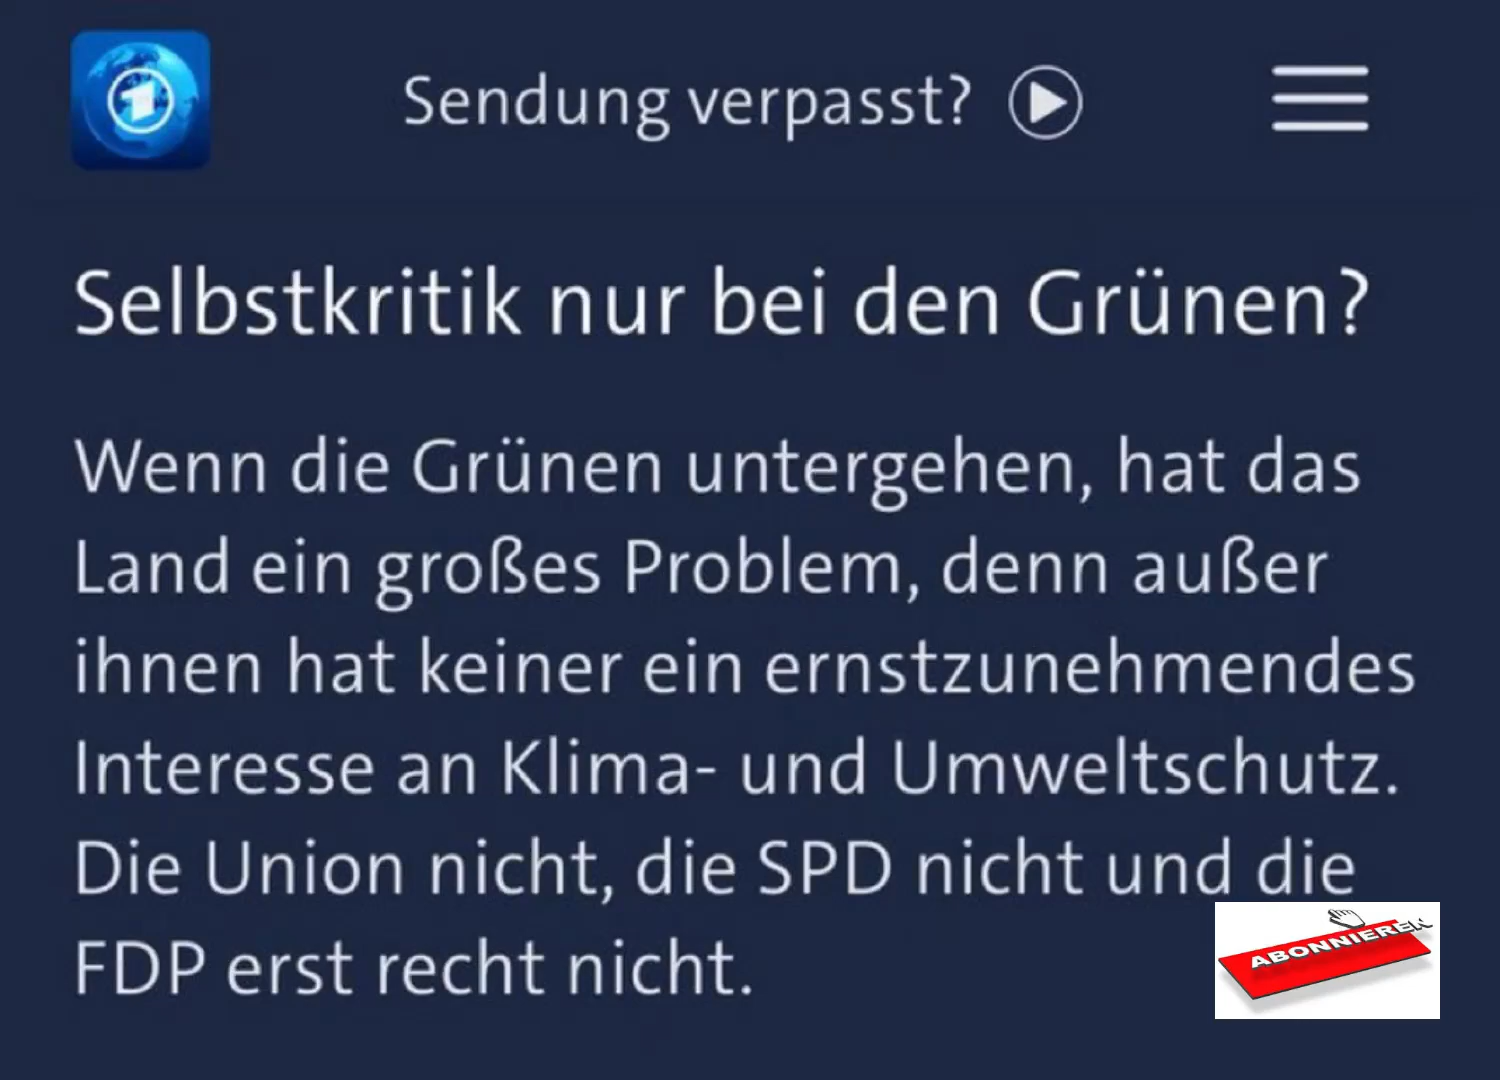 Sendung verpasst?
Selbstkritik nur bei den Grünen?
Wenn die Grünen untergehen, hat das
Land ein großes Problem, denn außer
ihnen hat keiner ein ernstzunehmendes
Interesse an Klima- und Umweltschutz.
Die Union nicht, die SPD nicht und die
FDP erst recht nicht.
ABONNIEREN